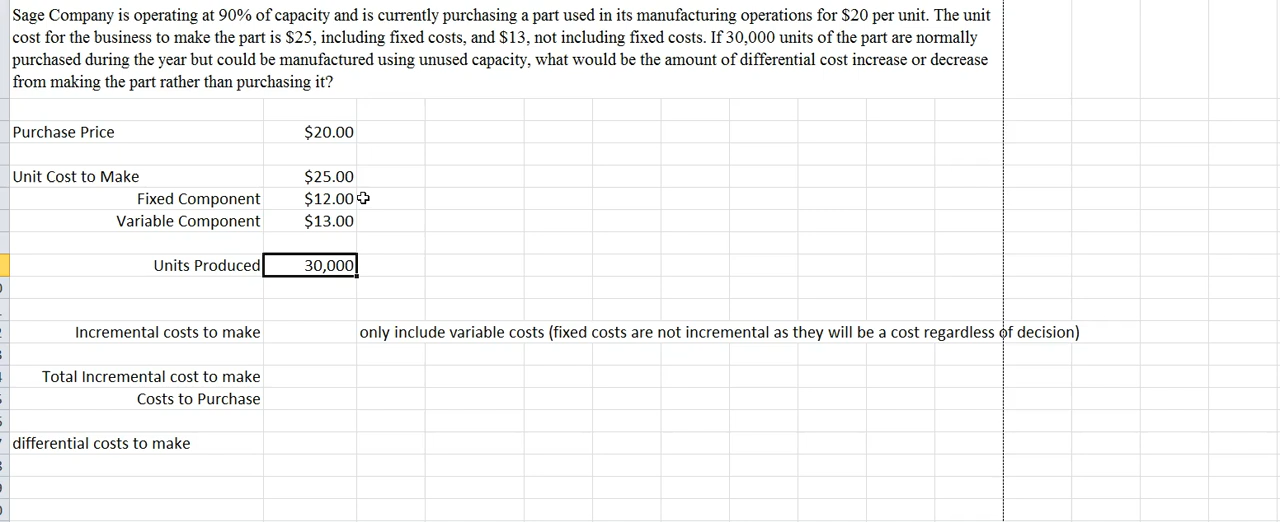 Sage Company is operating at 90% of capacity and is currently purchasing a part used in its manufacturing operations for $20 per unit. The unit
cost for the business to make the part is $25, including fixed costs, and $13, not including fixed costs. If 30,000 units of the part are normally
purchased during the year but could be manufactured using unused capacity, what would be the amount of differential cost increase or decrease
from making the part rather than purchasing it?
Purchase Price $20.00
Unit Cost to Make $25.00
Fixed Component $12.00
Variable Component $13.00
Units Produced 30,000
Incremental costs to make only include variable costs (fixed costs are not incremental as they will be a cost regardless of decision)
Total Incremental cost to make
Costs to Purchase
differential costs to make